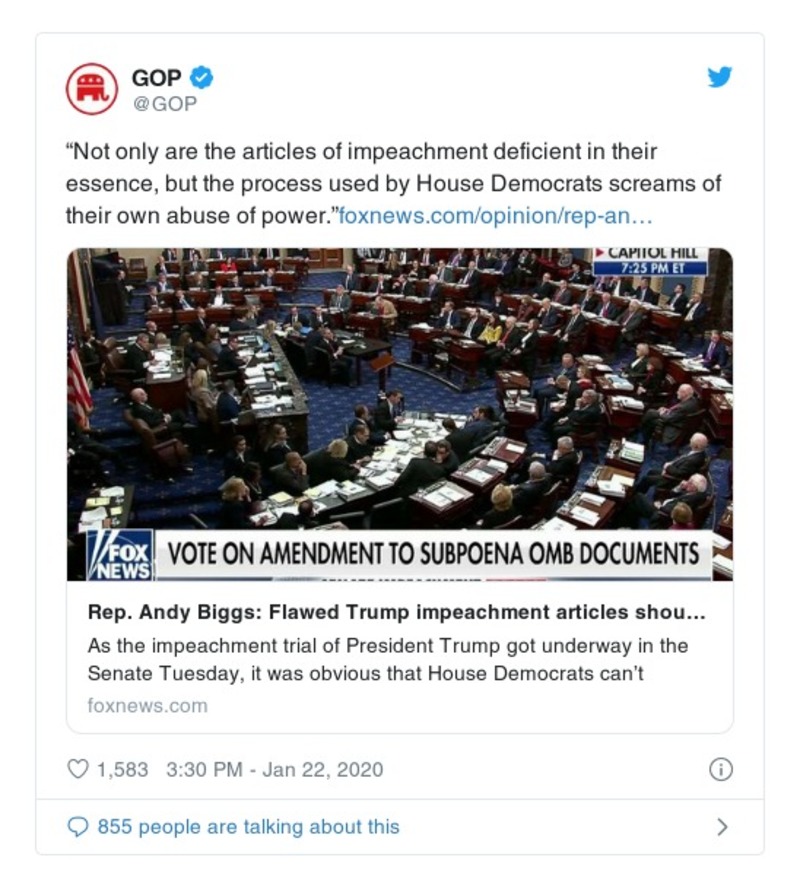 GOP
@GOP
“Not only are the articles of impeachment deficient in their
essence, but the process used by House Democrats screams of
their own abuse of power.”foxnews.com/opinion/rep-an…
CAPITOL HILL
7:25 PM ET
FOX
NEWS
VOTE ON AMENDMENT TO SUBPOENA OMB DOCUMENTS
Rep. Andy Biggs: Flawed Trump impeachment articles shou…
As the impeachment trial of President Trump got underway in the
Senate Tuesday, it was obvious that House Democrats can’t
foxnews.com
1,583 3:30 PM - Jan 22, 2020
855 people are talking about this